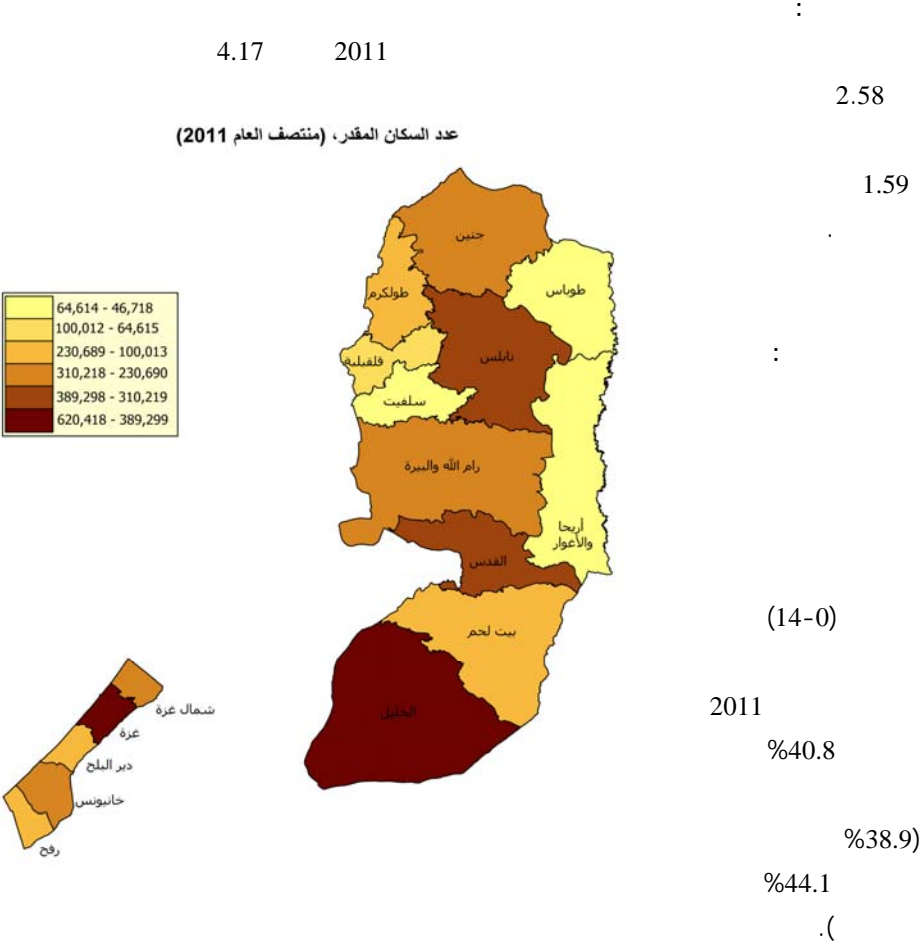 :
2011 4.17
2.58
عدد السكان المقدر، (منتصف العام 2011)
1.59
.
جنين
طوباس
طولكرم
46,718 - 64,614
64,615 - 100,012
100,013 - 230,689
230,690 - 310,218
310,219 - 389,298
389,299 - 620,418
نابلس
:
قلقيلية
سلفيت
رام الله والبيرة
أريحا
والأغوار
القدس
(14-0)
بيت لحم
شمال غزة
الخليل
2011
غزة
%40.8
دير البلح
خانيونس
%38.9)
رفح
%44.1
.(